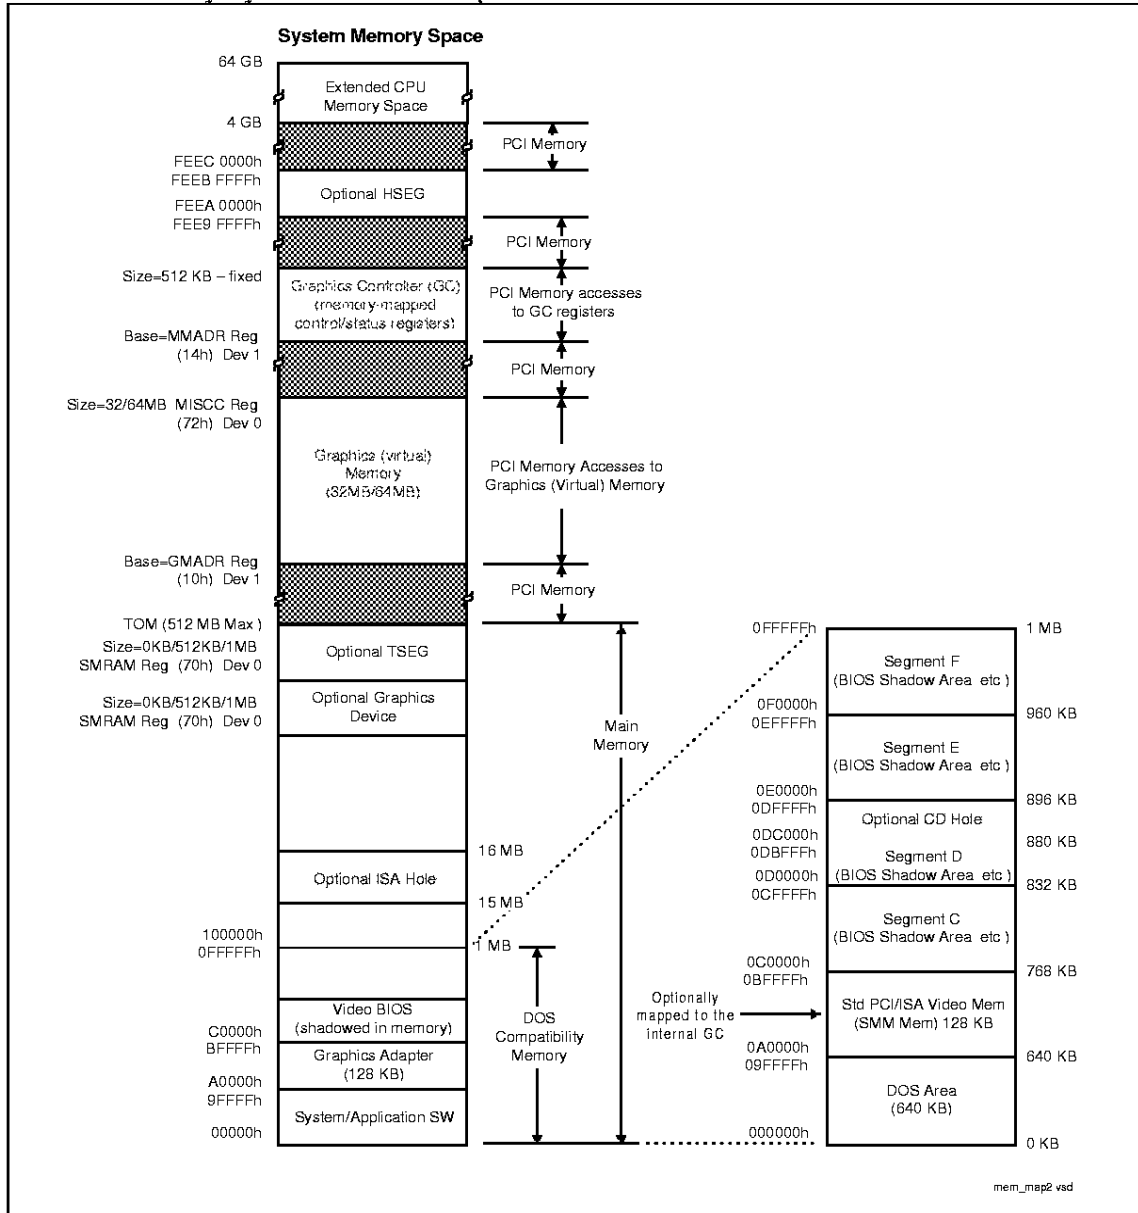 System Memory Space
64 GB
Extended CPU
Memory Space
4 GB
PCI Memory
FEEC 0000h
FEEB FFFFh
Optional HSEG
FEEA 0000h
FEE9 FFFFh
PCI Memory
Size=512 KB – fixed
Graphics Controller (GC)
(memory-mapped
control/status registers)
PCI Memory accesses
to GC registers
Base=MMADR Reg
(14h) Dev 1
PCI Memory
Size=32/64MB MISCC Reg
(72h) Dev 0
Graphics (virtual)
Memory
(32MB/64MB)
PCI Memory Accesses to
Graphics (Virtual) Memory
Base=GMADR Reg
(10h) Dev 1
PCI Memory
TOM (512 MB Max )
Size=0KB/512KB/1MB
SMRAM Reg (70h) Dev 0
Optional TSEG
Size=0KB/512KB/1MB
SMRAM Reg (70h) Dev 0
Optional Graphics
Device
Main
Memory
16 MB
Optional ISA Hole
15 MB
100000h
0FFFFFh
1 MB
Video BIOS
(shadowed in memory)
C0000h
BFFFFh
Graphics Adapter
(128 KB)
A0000h
9FFFFh
System/Application SW
00000h
DOS
Compatibility
Memory
0FFFFFh
1 MB
Segment F
(BIOS Shadow Area etc )
0F0000h
0EFFFFh
960 KB
Segment E
(BIOS Shadow Area etc )
0E0000h
0DFFFFh
896 KB
Optional CD Hole
0DC000h
0DBFFFh
880 KB
Segment D
(BIOS Shadow Area etc )
0D0000h
0CFFFFh
832 KB
Segment C
(BIOS Shadow Area etc )
0C0000h
0BFFFFh
768 KB
Optionally
mapped to the
internal GC
Std PCI/ISA Video Mem
(SMM Mem) 128 KB
0A0000h
09FFFFh
640 KB
DOS Area
(640 KB)
000000h
0 KB
mem_map2 vsd